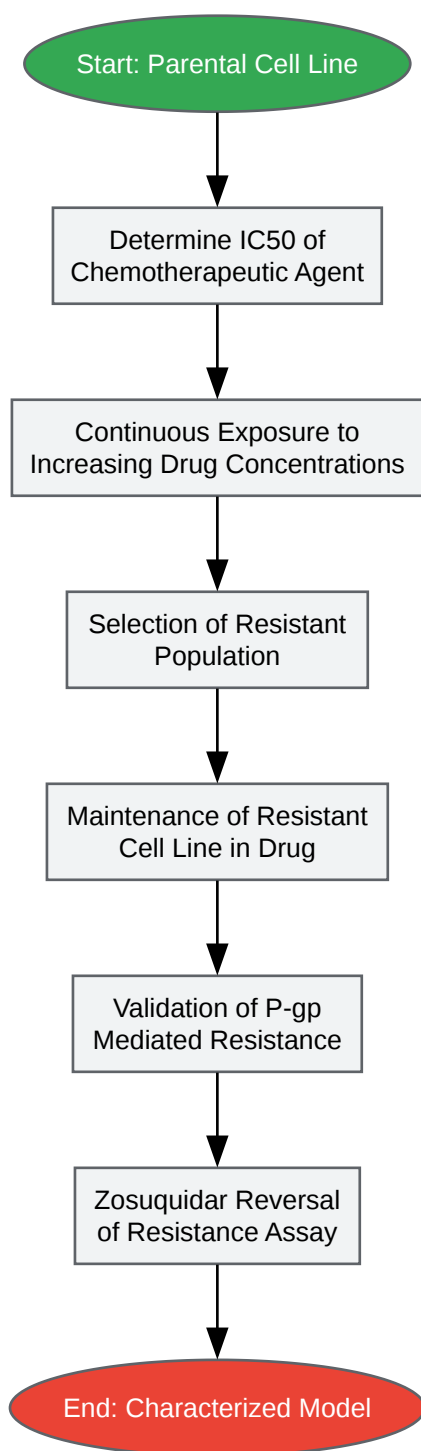 Start: Parental Cell Line
Determine IC50 of
Chemotherapeutic Agent
Continuous Exposure to
Increasing Drug Concentrations
Selection of Resistant
Population
Maintenance of Resistant
Cell Line in Drug
Validation of P-gp
Mediated Resistance
Zosuquidar Reversal
of Resistance Assay
End: Characterized Model